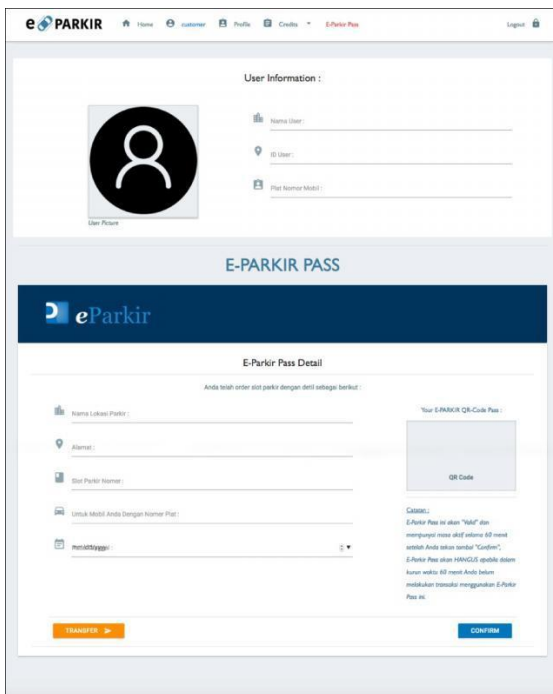 e PARKIR Home customer Profile Credits E-Parkir Pass Logout
User Information :
Nama User :
ID User :
Plat Nomor Mobil :
User Picture
E-PARKIR PASS
eParkir
E-Parkir Pass Detail
Anda telah order slot parkir dengan detil sebagai berikut :
Nama Lokasi Parkir :
Alamat :
Slot Parkir Nomer :
Untuk Mobil Anda Dengan Nomer Plat :
Your E-PARKIR QR-Code Pass :
QR Code
Catatan :
E-Parkir Pass ini akan "Valid" dan
mempunyai masa aktif selama 60 menit
setelah Anda tekan tombol "Confirm",
E-Parkir Pass akan HANGUS apabila dalam
kurun waktu 60 menit Anda belum
melakukan transaksi menggunakan E-Parkir
Pass ini.
TRANSFER
CONFIRM